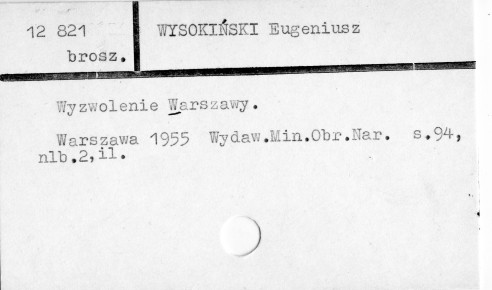 12 821 WYSOKIŃSKI Eugeniusz
brosz.
Wyzwolenie Warszawy.
Warszawa 1955 Wydaw.Min.Obr.Nar. s.94,
nlb.2,il.